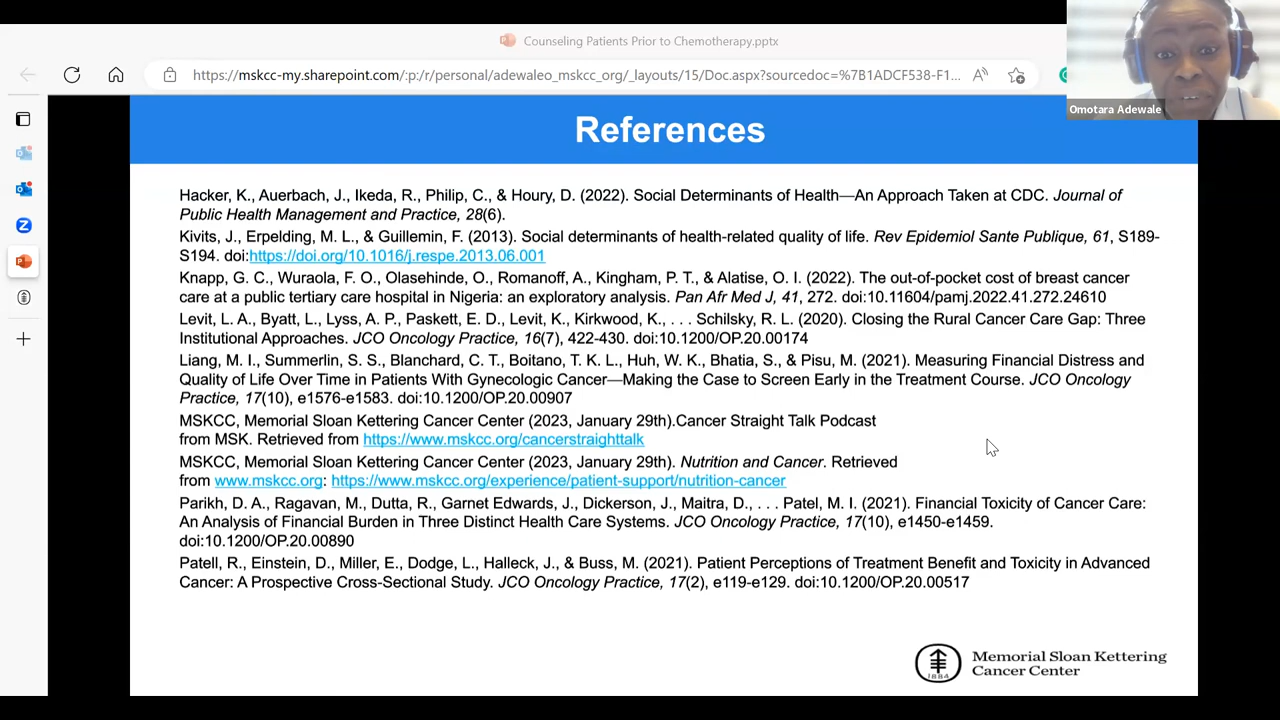 Counseling Patients Prior to Chemotherapy.pptx
https://mskcc-my.sharepoint.com/:p:/r/personal/adewaleo_mskcc_org/_layouts/15/Doc.aspx?sourcedoc=%7B1ADCF538-F1...
Omotara Adewale
References
Hacker, K., Auerbach, J., Ikeda, R., Philip, C., & Houry, D. (2022). Social Determinants of Health—An Approach Taken at CDC. Journal of
Public Health Management and Practice, 28(6).
Kivits, J., Erpelding, M. L., & Guillemin, F. (2013). Social determinants of health-related quality of life. Rev Epidemiol Sante Publique, 61, S189-
S194. doi:https://doi.org/10.1016/j.respe.2013.06.001
Knapp, G. C., Wuraola, F. O., Olasehinde, O., Romanoff, A., Kingham, P. T., & Alatise, O. I. (2022). The out-of-pocket cost of breast cancer
care at a public tertiary care hospital in Nigeria: an exploratory analysis. Pan Afr Med J, 41, 272. doi:10.11604/pamj.2022.41.272.24610
Levit, L. A., Byatt, L., Lyss, A. P., Paskett, E. D., Levit, K., Kirkwood, K., . . . Schilsky, R. L. (2020). Closing the Rural Cancer Care Gap: Three
Institutional Approaches. JCO Oncology Practice, 16(7), 422-430. doi:10.1200/OP.20.00174
Liang, M. I., Summerlin, S. S., Blanchard, C. T., Boitano, T. K. L., Huh, W. K., Bhatia, S., & Pisu, M. (2021). Measuring Financial Distress and
Quality of Life Over Time in Patients With Gynecologic Cancer—Making the Case to Screen Early in the Treatment Course. JCO Oncology
Practice, 17(10), e1576-e1583. doi:10.1200/OP.20.00907
MSKCC, Memorial Sloan Kettering Cancer Center (2023, January 29th).Cancer Straight Talk Podcast
from MSK. Retrieved from https://www.mskcc.org/cancerstraighttalk
MSKCC, Memorial Sloan Kettering Cancer Center (2023, January 29th). Nutrition and Cancer. Retrieved
from www.mskcc.org: https://www.mskcc.org/experience/patient-support/nutrition-cancer
Parikh, D. A., Ragavan, M., Dutta, R., Garnet Edwards, J., Dickerson, J., Maitra, D., . . . Patel, M. I. (2021). Financial Toxicity of Cancer Care:
An Analysis of Financial Burden in Three Distinct Health Care Systems. JCO Oncology Practice, 17(10), e1450-e1459.
doi:10.1200/OP.20.00890
Patell, R., Einstein, D., Miller, E., Dodge, L., Halleck, J., & Buss, M. (2021). Patient Perceptions of Treatment Benefit and Toxicity in Advanced
Cancer: A Prospective Cross-Sectional Study. JCO Oncology Practice, 17(2), e119-e129. doi:10.1200/OP.20.00517
1884
Memorial Sloan Kettering
Cancer Center